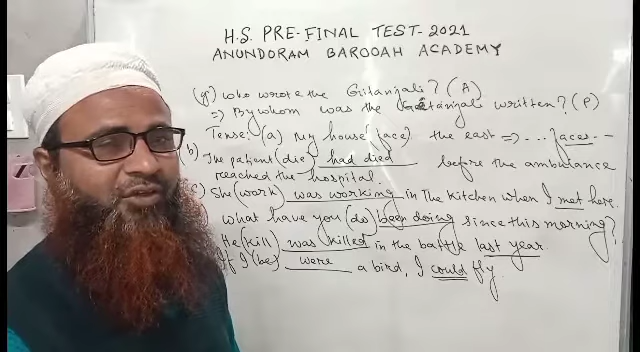 H.S. PRE-FINAL TEST-2021
ANUNDORAM BAROOAH ACADEMY
(g) Who wrote the Gitanjali? (A)
=> By whom was the Gitanjali written? (P)
Tense: (a) My house (face) the east => ... faces --
b) The patient (die) had died before the ambulance
reached the hospital.
c) She (work) was working in the kitchen when I met here.
What have you (do) been doing since this morning?
He (kill) was killed in the battle last year.
If I (be) were a bird, I could fly.